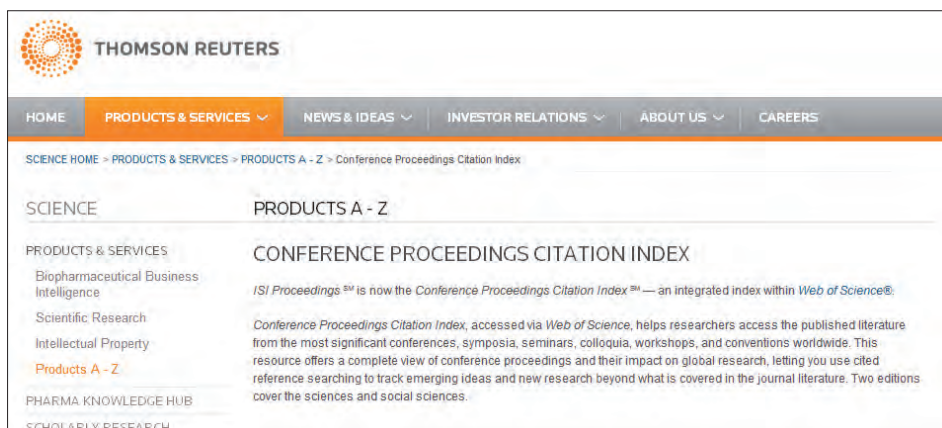 THOMSON REUTERS
HOME PRODUCTS & SERVICES NEWS & IDEAS INVESTOR RELATIONS ABOUT US CAREERS
SCIENCE HOME > PRODUCTS & SERVICES > PRODUCTS A - Z > Conference Proceedings Citation Index
SCIENCE
PRODUCTS & SERVICES
Biopharmaceutical Business
Intelligence
Scientific Research
Intellectual Property
Products A - Z
PHARMA KNOWLEDGE HUB
SCHOLARLY RESEARCH
PRODUCTS A - Z
CONFERENCE PROCEEDINGS CITATION INDEX
ISI Proceedings ℠ is now the Conference Proceedings Citation Index ℠ — an integrated index within Web of Science®.
Conference Proceedings Citation Index, accessed via Web of Science, helps researchers access the published literature
from the most significant conferences, symposia, seminars, colloquia, workshops, and conventions worldwide. This
resource offers a complete view of conference proceedings and their impact on global research, letting you use cited
reference searching to track emerging ideas and new research beyond what is covered in the journal literature. Two editions
cover the sciences and social sciences.